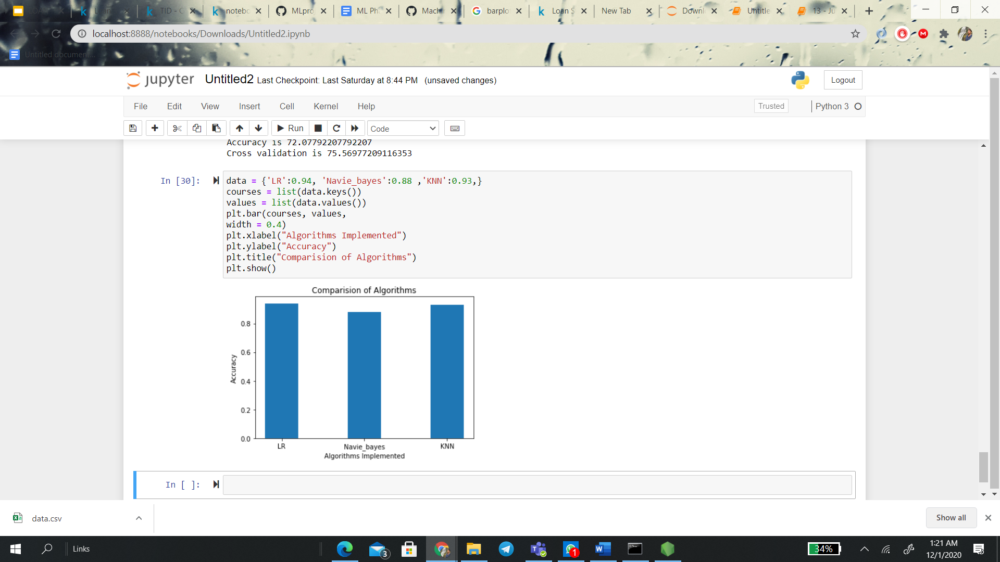 TID - C
notebo
MLpro
ML Ph
Machi
barplo
Loan S
New Tab
Downl
Untitle
13 - Ju
localhost:8888/notebooks/Downloads/Untitled2.ipynb
Untitled documen...
jupyter Untitled2 Last Checkpoint: Last Saturday at 8:44 PM (unsaved changes)
Logout
File Edit View Insert Cell Kernel Help
Trusted
Python 3
Run
Code
Accuracy is 72.07792207792207
Cross validation is 75.56977209116353
In [30]:
data = {'LR':0.94, 'Navie_bayes':0.88 ,'KNN':0.93,}
courses = list(data.keys())
values = list(data.values())
plt.bar(courses, values,
width = 0.4)
plt.xlabel("Algorithms Implemented")
plt.ylabel("Accuracy")
plt.title("Comparision of Algorithms")
plt.show()
Comparision of Algorithms
0.8
0.6
0.4
0.2
0.0
Accuracy
LR Navie_bayes KNN
Algorithms Implemented
In [ ]:
data.csv
Show all
Links
3
1
34%
1:21 AM
12/1/2020